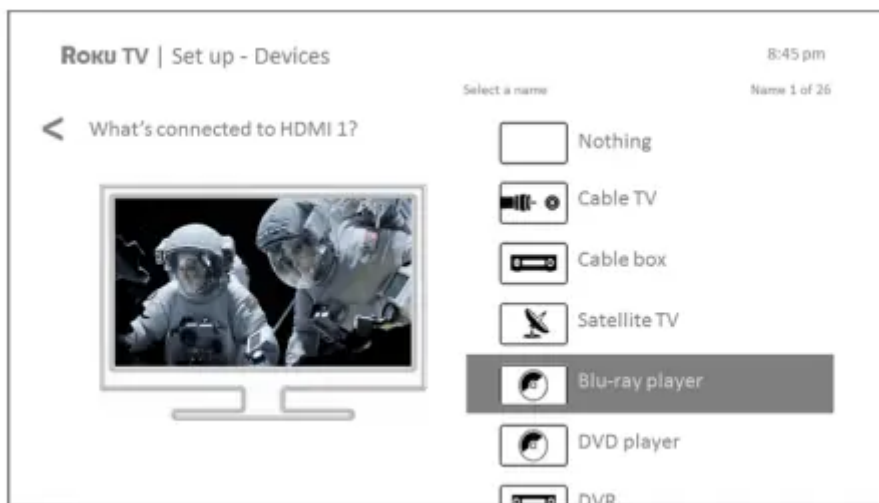 ROKU TV | Set up - Devices
8:45 pm
Select a name
Name 1 of 26
< What's connected to HDMI 1?
Nothing
Cable TV
Cable box
Satellite TV
Blu-ray player
DVD player
DVR